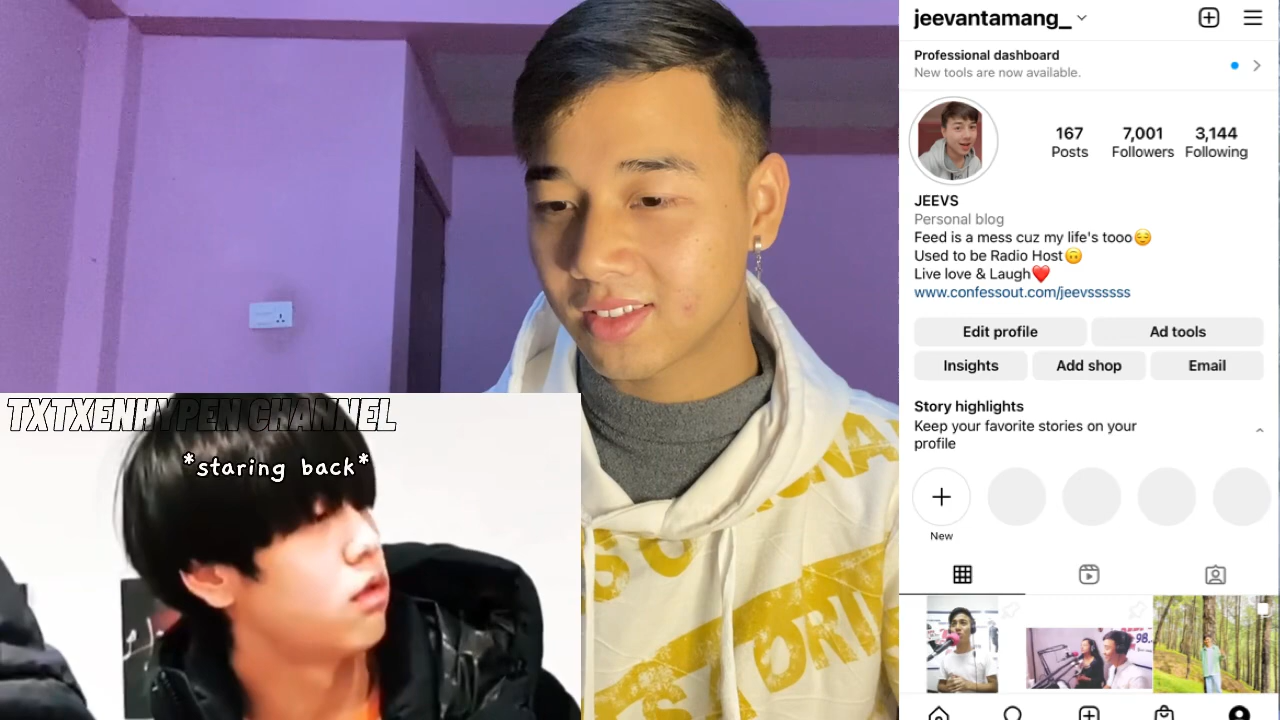 jeevantamang_
Professional dashboard
New tools are now available.
167
Posts
7,001
Followers
3,144
Following
JEEVS
Personal blog
Feed is a mess cuz my life's tooo😌
Used to be Radio Host🙃
Live love & Laugh❤️
www.confessout.com/jeevssssss
Edit profile
Ad tools
Insights
Add shop
Email
Story highlights
Keep your favorite stories on your
profile
New
98.
TXTXENHYPEN CHANNEL
*staring back*